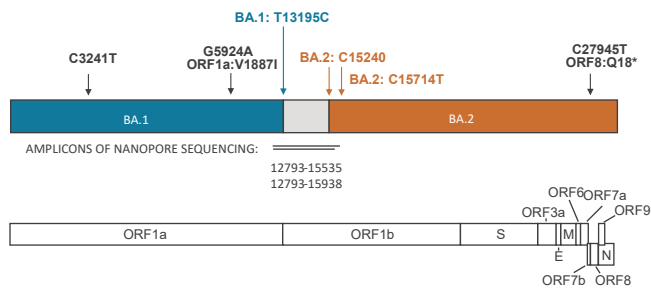 BA.1: T13195C
G5924A
ORF1a:V1887I
C3241T
BA.2: C15240
BA.2: C15714T
C27945T
ORF8:Q18*
BA.1
BA.2
AMPLICONS OF NANOPORE SEQUENCING:
12793-15535
12793-15938
ORF6
ORF7a
ORF3a
ORF9
ORF1a
ORF1b
S
M
E
N
ORF7b
ORF8